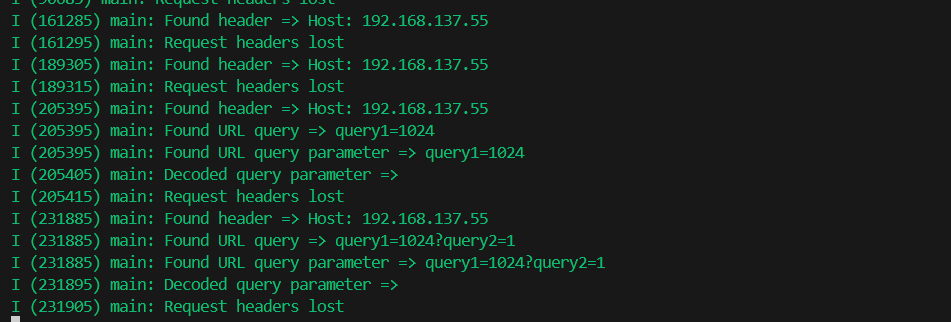 I (90089) main: Request headers lost
I (161285) main: Found header => Host: 192.168.137.55
I (161295) main: Request headers lost
I (189305) main: Found header => Host: 192.168.137.55
I (189315) main: Request headers lost
I (205395) main: Found header => Host: 192.168.137.55
I (205395) main: Found URL query => query1=1024
I (205395) main: Found URL query parameter => query1=1024
I (205405) main: Decoded query parameter =>
I (205415) main: Request headers lost
I (231885) main: Found header => Host: 192.168.137.55
I (231885) main: Found URL query => query1=1024?query2=1
I (231885) main: Found URL query parameter => query1=1024?query2=1
I (231895) main: Decoded query parameter =>
I (231905) main: Request headers lost